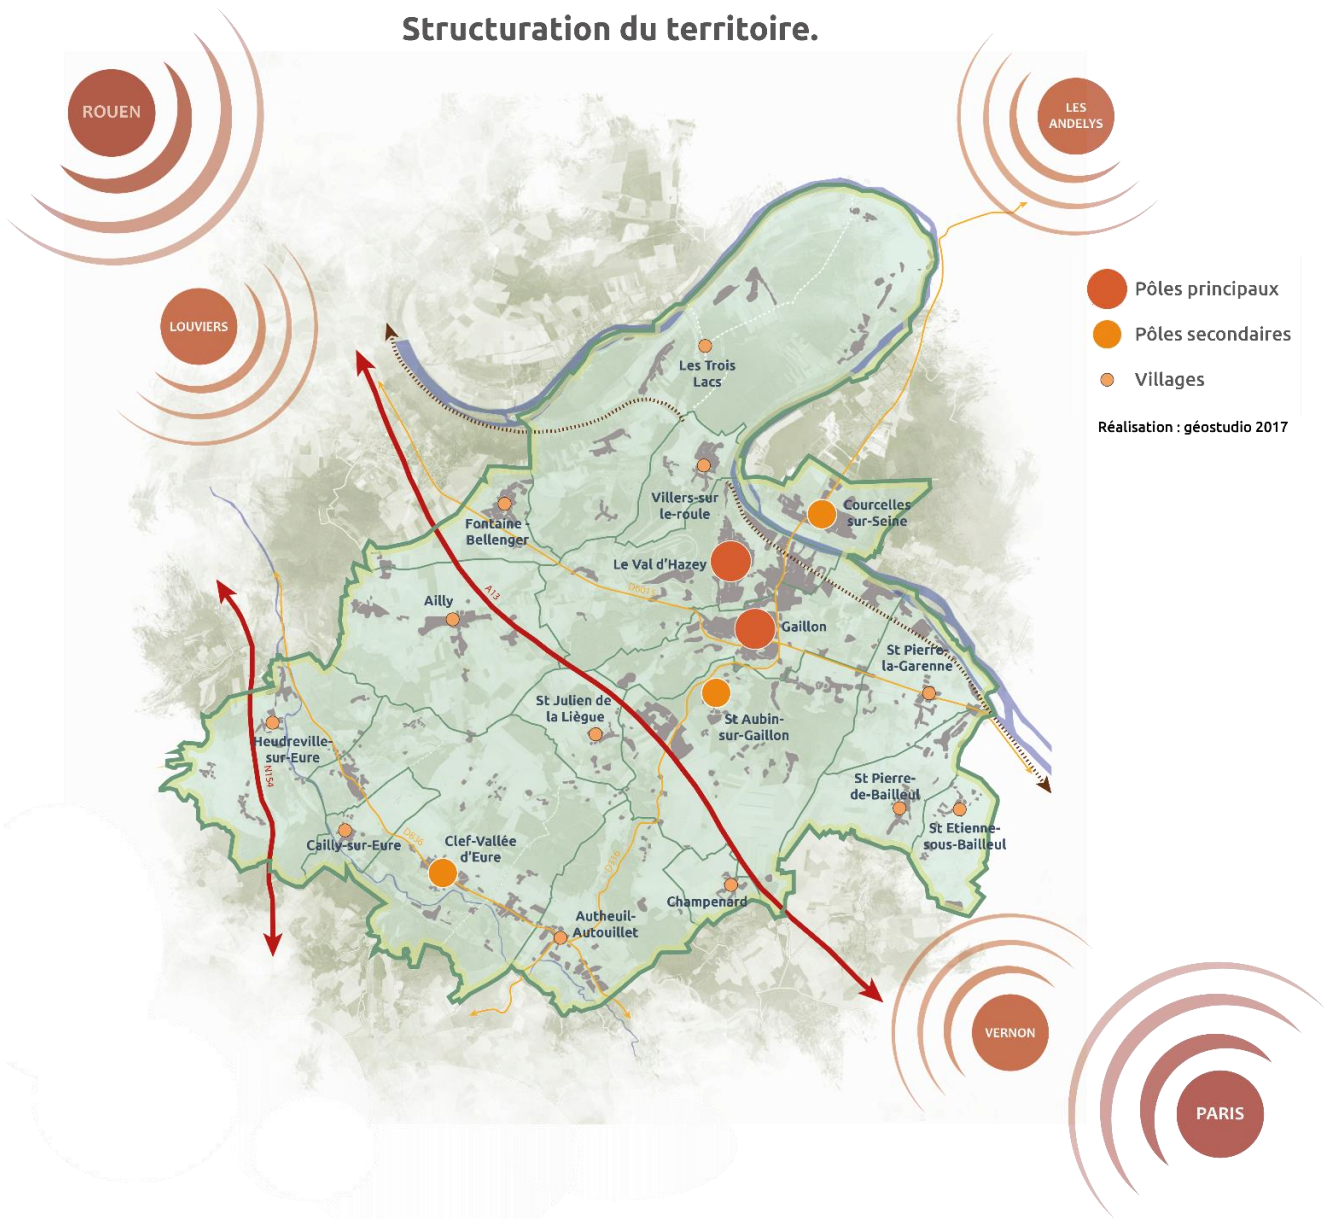 Structuration du territoire.
ROUEN
LES
ANDELYS
LOUVIERS
Pôles principaux
Pôles secondaires
Villages
Réalisation : géostudio 2017
Les Trois
Lacs
Villers-sur
le-roule
Courcelles
sur-Seine
Fontaine -
Bellenger
Le Val d'Hazey
A13
D6015
Ailly
Gaillon
St Pierre-
la-Garenne
St Julien de
la Liègue
St Aubin-
sur-Gaillon
Heudreville-
sur-Eure
N154
St Pierre-
de-Bailleul
St Etienne-
sous-Bailleul
Cailly-sur-Eure
D836
Clef-Vallée
d'Eure
D316
Champenard
Autheuil-
Autouillet
VERNON
PARIS